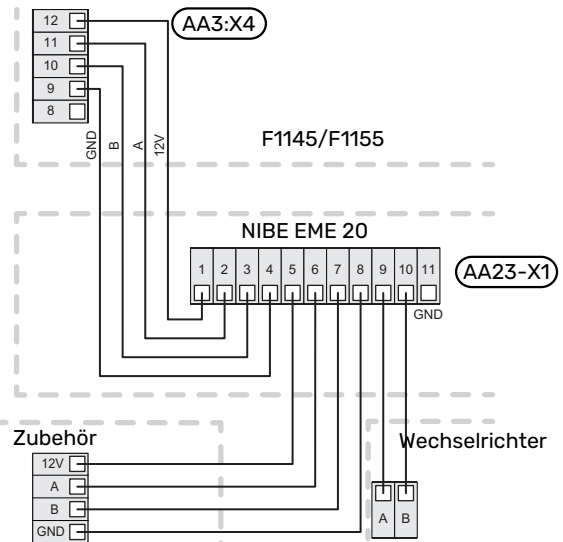 12
AA3:X4
11
10
9
8
GND
B
A
12V
F1145/F1155
NIBE EME 20
1 2 3 4 5 6 7 8 9 10 11
AA23-X1
GND
Zubehör
Wechselrichter
12V
A
B
GND
A B